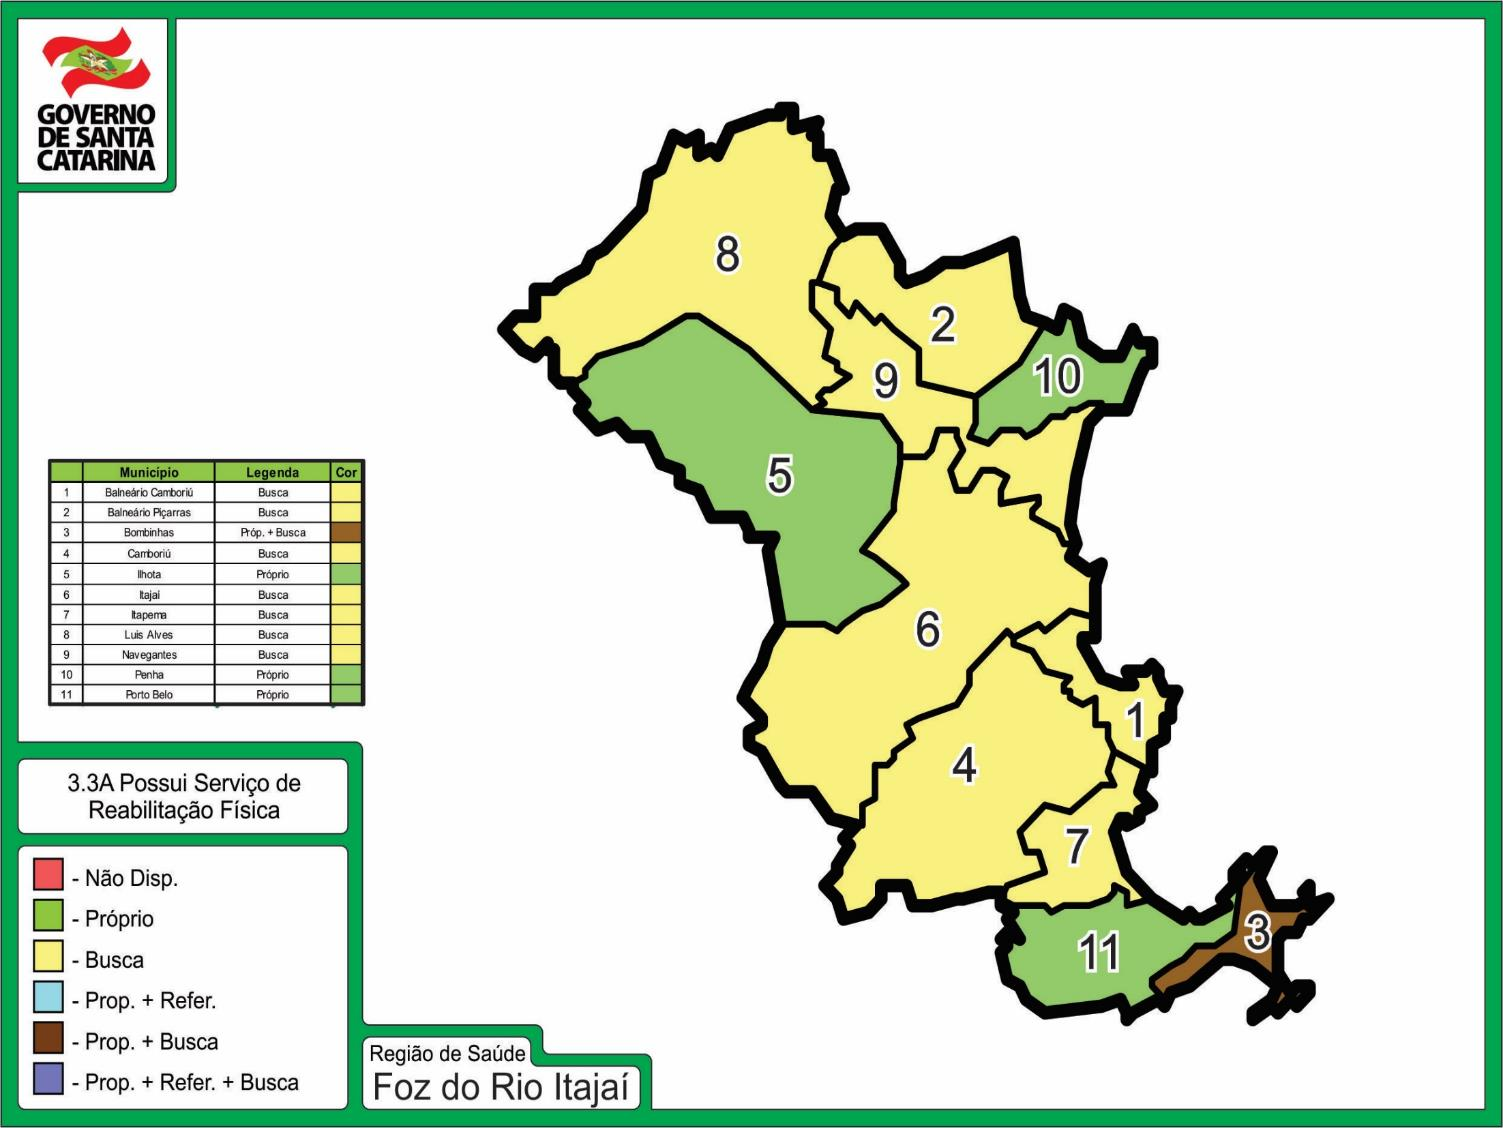 GOVERNO
DE SANTA
CATARINA
8
2
10
9
5
6
1
4
7
3
11
Município Legenda Cor
1 Balneário Camboriú Busca
2 Balneário Piçarras Busca
3 Bombinhas Próp. + Busca
4 Camboriú Busca
5 Ilhota Próprio
6 Itajaí Busca
7 Itapema Busca
8 Luis Alves Busca
9 Navegantes Busca
10 Penha Próprio
11 Porto Belo Próprio
3.3A Possui Serviço de
Reabilitação Física
- Não Disp.
- Próprio
- Busca
- Prop. + Refer.
- Prop. + Busca
- Prop. + Refer. + Busca
Região de Saúde
Foz do Rio Itajaí